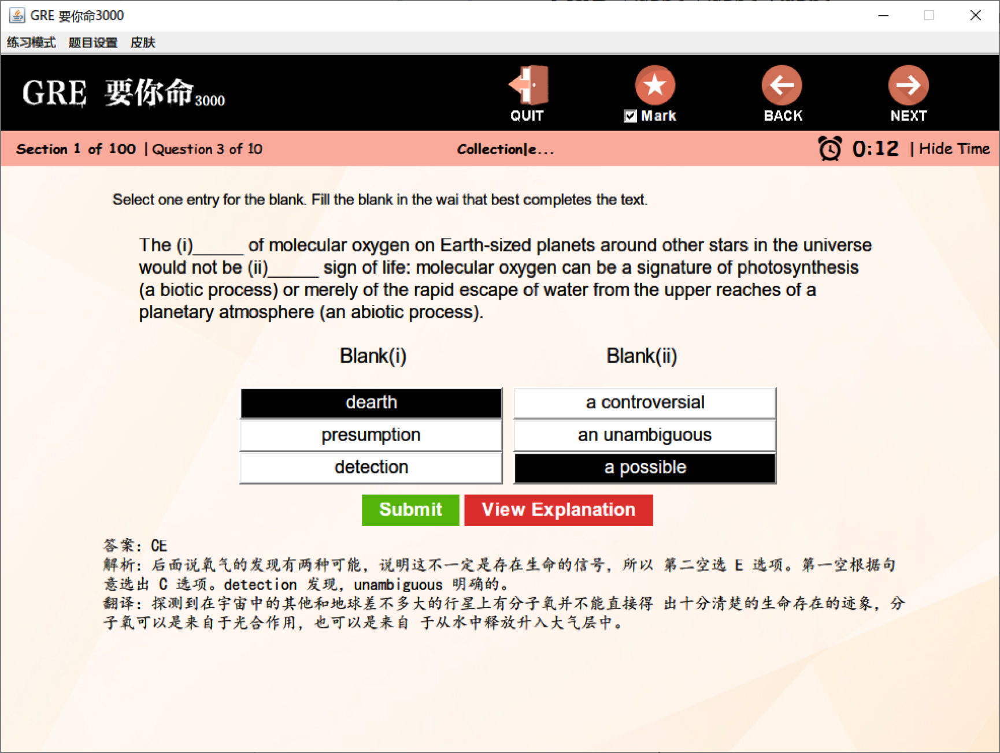 GRE 要你命3000
练习模式 题目设置 皮肤
GRE 要你命3000
QUIT
Mark
BACK
NEXT
Section 1 of 100 | Question 3 of 10
Collection|e...
0:12 | Hide Time
Select one entry for the blank. Fill the blank in the wai that best completes the text.
The (i)_____ of molecular oxygen on Earth-sized planets around other stars in the universe
would not be (ii)_____ sign of life: molecular oxygen can be a signature of photosynthesis
(a biotic process) or merely of the rapid escape of water from the upper reaches of a
planetary atmosphere (an abiotic process).
Blank(i) Blank(ii)
dearth a controversial
presumption an unambiguous
detection a possible
Submit View Explanation
答案：CE
解析：后面说氧气的发现有两种可能，说明这不一定是存在生命的信号，所以 第二空选 E 选项。第一空根据句
意选出 C 选项。detection 发现，unambiguous 明确的。
翻译：探测到在宇宙中的其他和地球差不多大的行星上有分子氧并不能直接得 出十分清楚的生命存在的迹象，分
子氧可以是来自于光合作用，也可以是来自 于从水中释放升入大气层中。